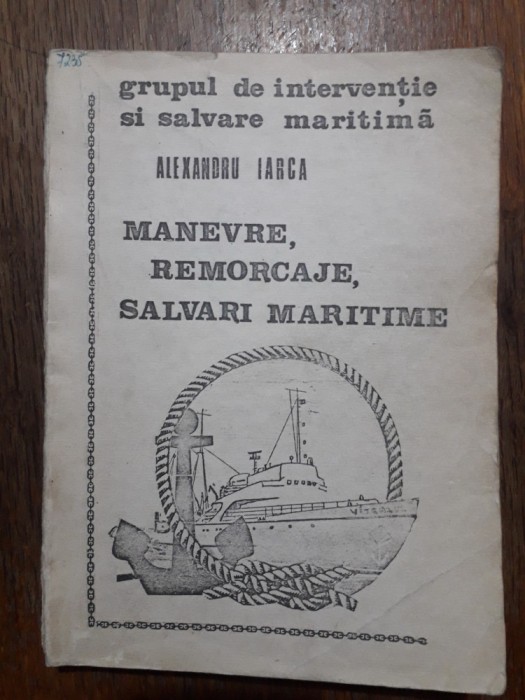 7235
grupul de intervenție
si salvare maritimă
ALEXANDRU IARCA
MANEVRE,
REMORCAJE,
SALVARI MARITIME